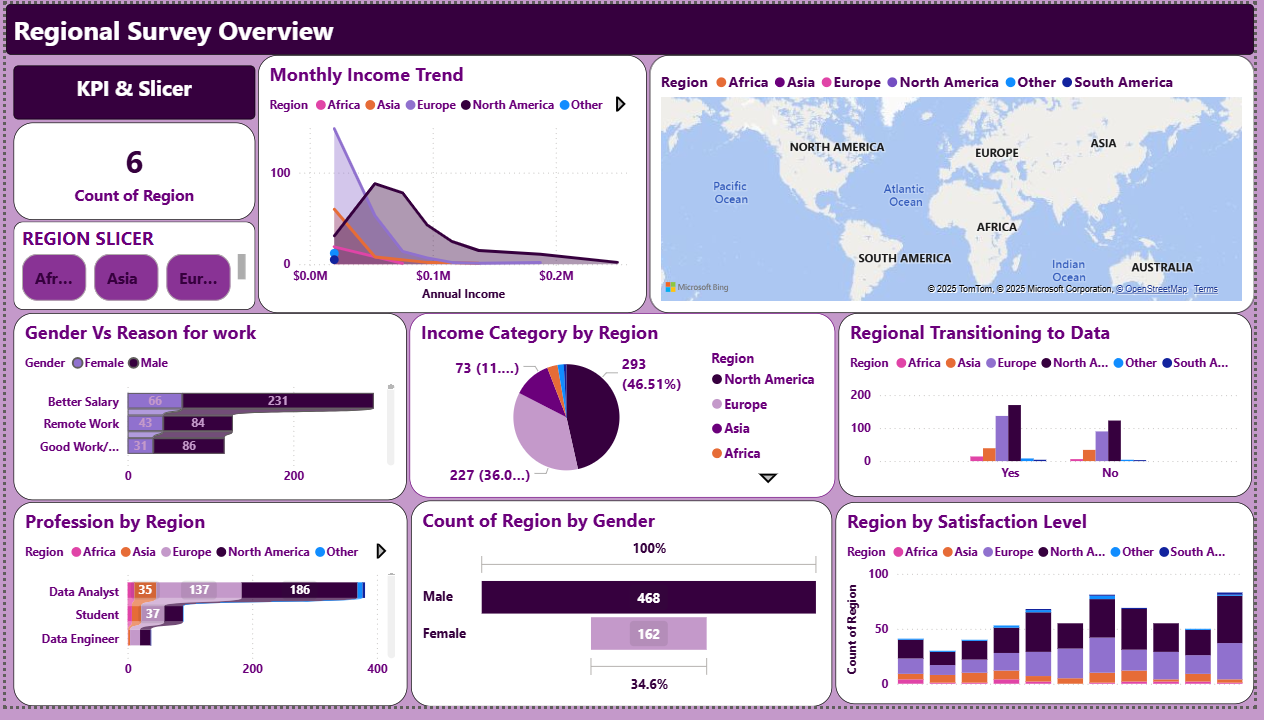 Regional Survey Overview
KPI & Slicer
6
Count of Region
REGION SLICER
Afr...
Asia
Eur...
Monthly Income Trend
Region Africa Asia Europe North America Other
100
0
$0.0M $0.1M $0.2M
Annual Income
Region Africa Asia Europe North America Other South America
NORTH AMERICA
EUROPE
ASIA
Pacific
Ocean
Atlantic
Ocean
AFRICA
SOUTH AMERICA
Indian
Ocean
AUSTRALIA
Microsoft Bing
© 2025 TomTom, © 2025 Microsoft Corporation, © OpenStreetMap Terms
Gender Vs Reason for work
Gender Female Male
Better Salary 66 231
Remote Work 43 84
Good Work/... 31 86
0 200
Income Category by Region
73 (11....)
293
(46.51%)
227 (36.0...)
Region
North America
Europe
Asia
Africa
Regional Transitioning to Data
Region Africa Asia Europe North A... Other South A...
200
100
0
Yes No
Profession by Region
Region Africa Asia Europe North America Other
Data Analyst 35 137 186
Student 37
Data Engineer
0 200 400
Count of Region by Gender
100%
Male 468
Female 162
34.6%
Region by Satisfaction Level
Region Africa Asia Europe North A... Other South A...
Count of Region
100
50
0